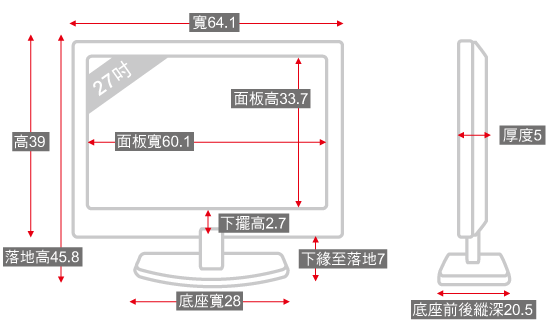 寬64.1
27吋
面板高33.7
高39
面板寬60.1
厚度5
下擺高2.7
落地高45.8
下緣至落地7
底座寬28
底座前後縱深20.5